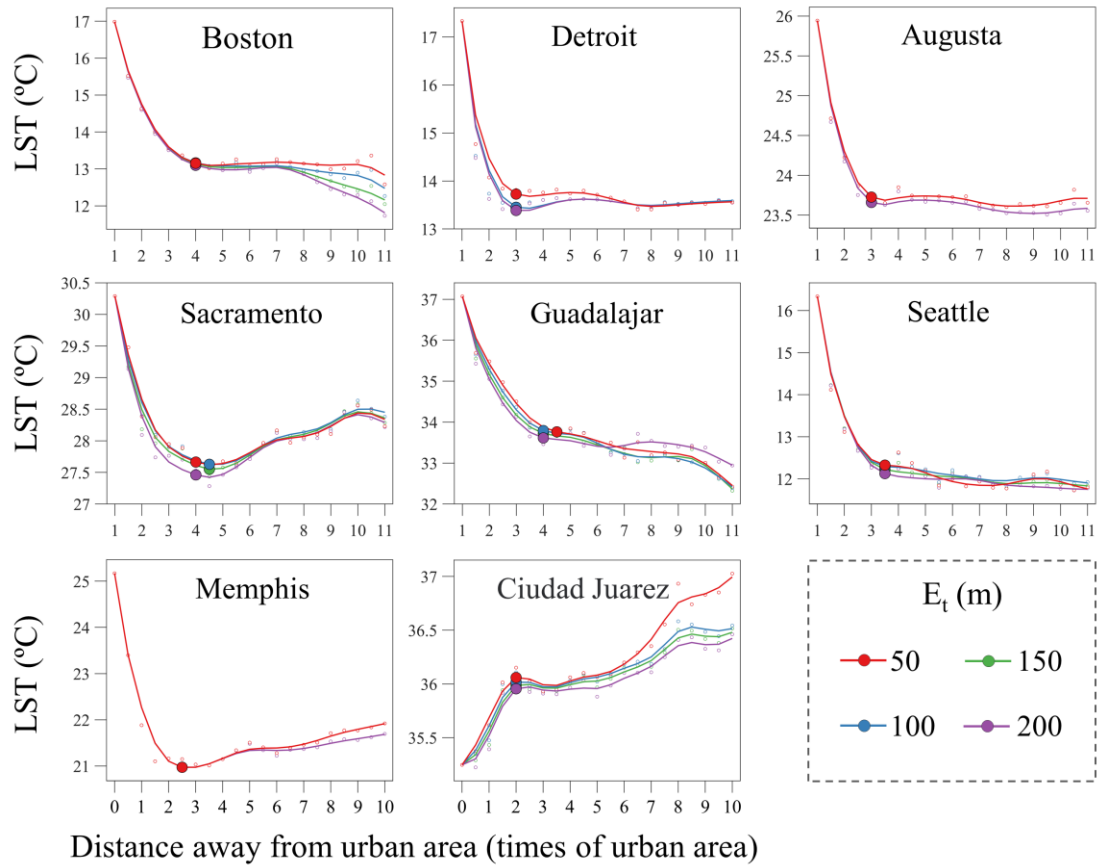 LST (ºC)
17
16
15
14
13
12
Boston
1 2 3 4 5 6 7 8 9 10 11
17
16
15
14
13
Detroit
1 2 3 4 5 6 7 8 9 10 11
26
25
25
24.5
23.5
Augusta
1 2 3 4 5 6 7 8 9 10 11
LST (ºC)
30.5
29.5
29
28.5
28
27.5
27
Sacramento
0 1 2 3 4 5 6 7 8 9 10
37
36
35
34
33
32
Guadalajar
0 1 2 3 4 5 6 7 8 9 10
16
14
12
12
Seattle
1 2 3 4 5 6 7 8 9 10 11
LST (ºC)
25
24
23
22
21
Memphis
0 1 2 3 4 5 6 7 8 9 10
37
36.5
36
35.5
Ciudad Juarez
0 1 2 3 4 5 6 7 8 9 10
Et (m)
50 150
100 200
Distance away from urban area (times of urban area)